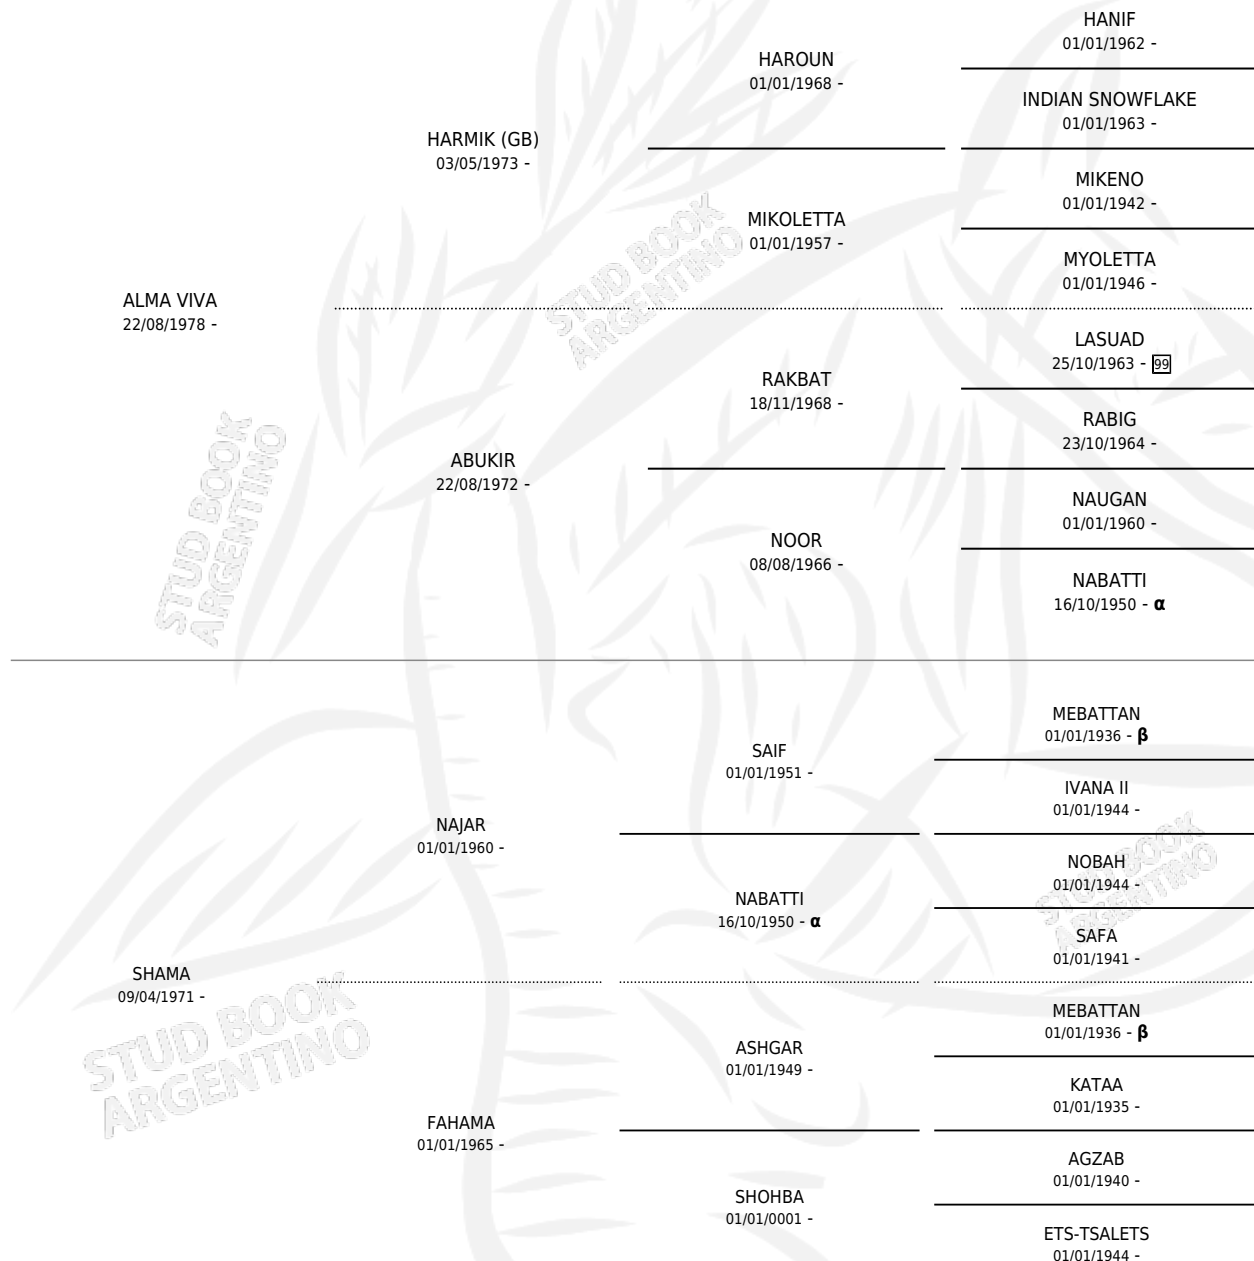 HANIF
01/01/1962 -
HAROUN
01/01/1968 -
INDIAN SNOWFLAKE
01/01/1963 -
HARMIK (GB)
03/05/1973 -
MIKENO
01/01/1942 -
MIKOLETTA
01/01/1957 -
MYOLETTA
01/01/1946 -
ALMA VIVA
22/08/1978 -
LASUAD
25/10/1963 - 99
RAKBAT
18/11/1968 -
RABIG
23/10/1964 -
ABUKIR
22/08/1972 -
NAUGAN
01/01/1960 -
NOOR
08/08/1966 -
NABATTI
16/10/1950 - α
MEBATTAN
01/01/1936 - β
SAIF
01/01/1951 -
IVANA II
01/01/1944 -
NAJAR
01/01/1960 -
NOBAH
01/01/1944 -
NABATTI
16/10/1950 - α
SAFA
01/01/1941 -
SHAMA
09/04/1971 -
MEBATTAN
01/01/1936 - β
ASHGAR
01/01/1949 -
KATAA
01/01/1935 -
FAHAMA
01/01/1965 -
AGZAB
01/01/1940 -
SHOHBA
01/01/0001 -
ETS-TSALETS
01/01/1944 -
STUD BOOK
ARGENTINO
STUD BOOK
ARGENTINO
STUD BOOK
ARGENTINO
STUD BOOK
ARGENTINO